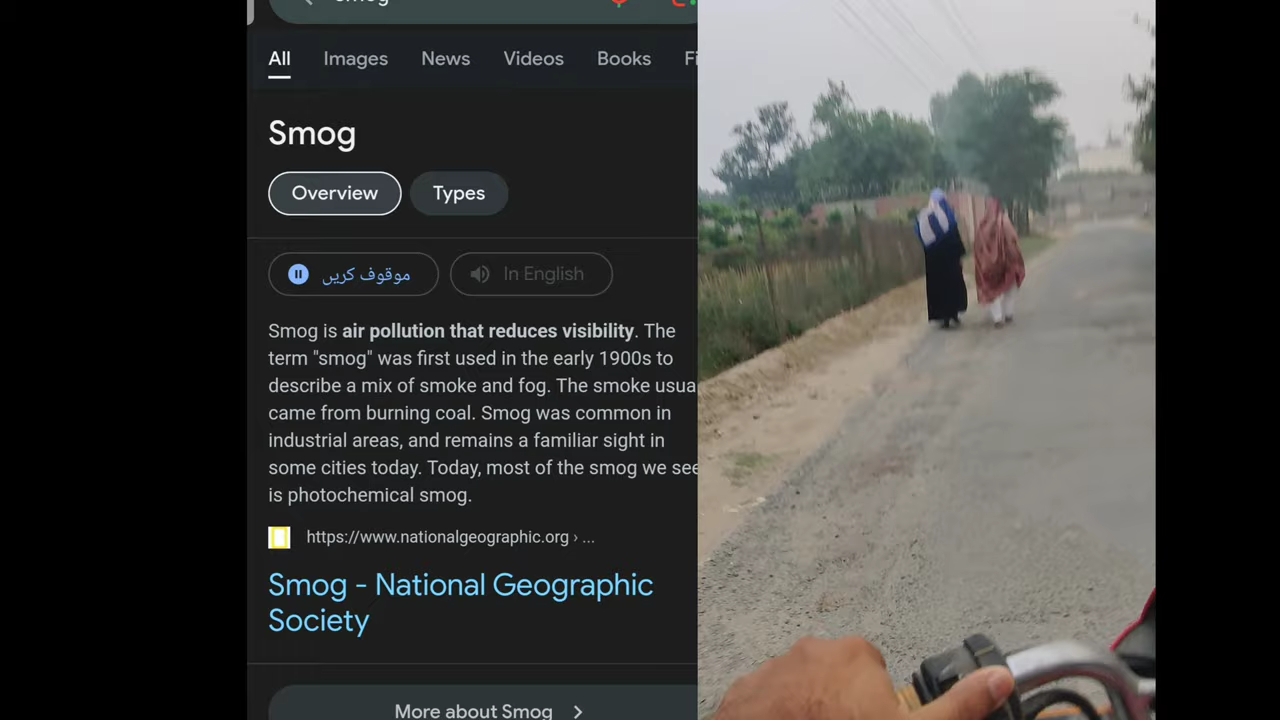 smog
All Images News Videos Books
Smog
Overview Types
موقوف کریں In English
Smog is air pollution that reduces visibility. The
term "smog" was first used in the early 1900s to
describe a mix of smoke and fog. The smoke usua
came from burning coal. Smog was common in
industrial areas, and remains a familiar sight in
some cities today. Today, most of the smog we see
is photochemical smog.
https://www.nationalgeographic.org › ...
Smog - National Geographic
Society
More about Smog